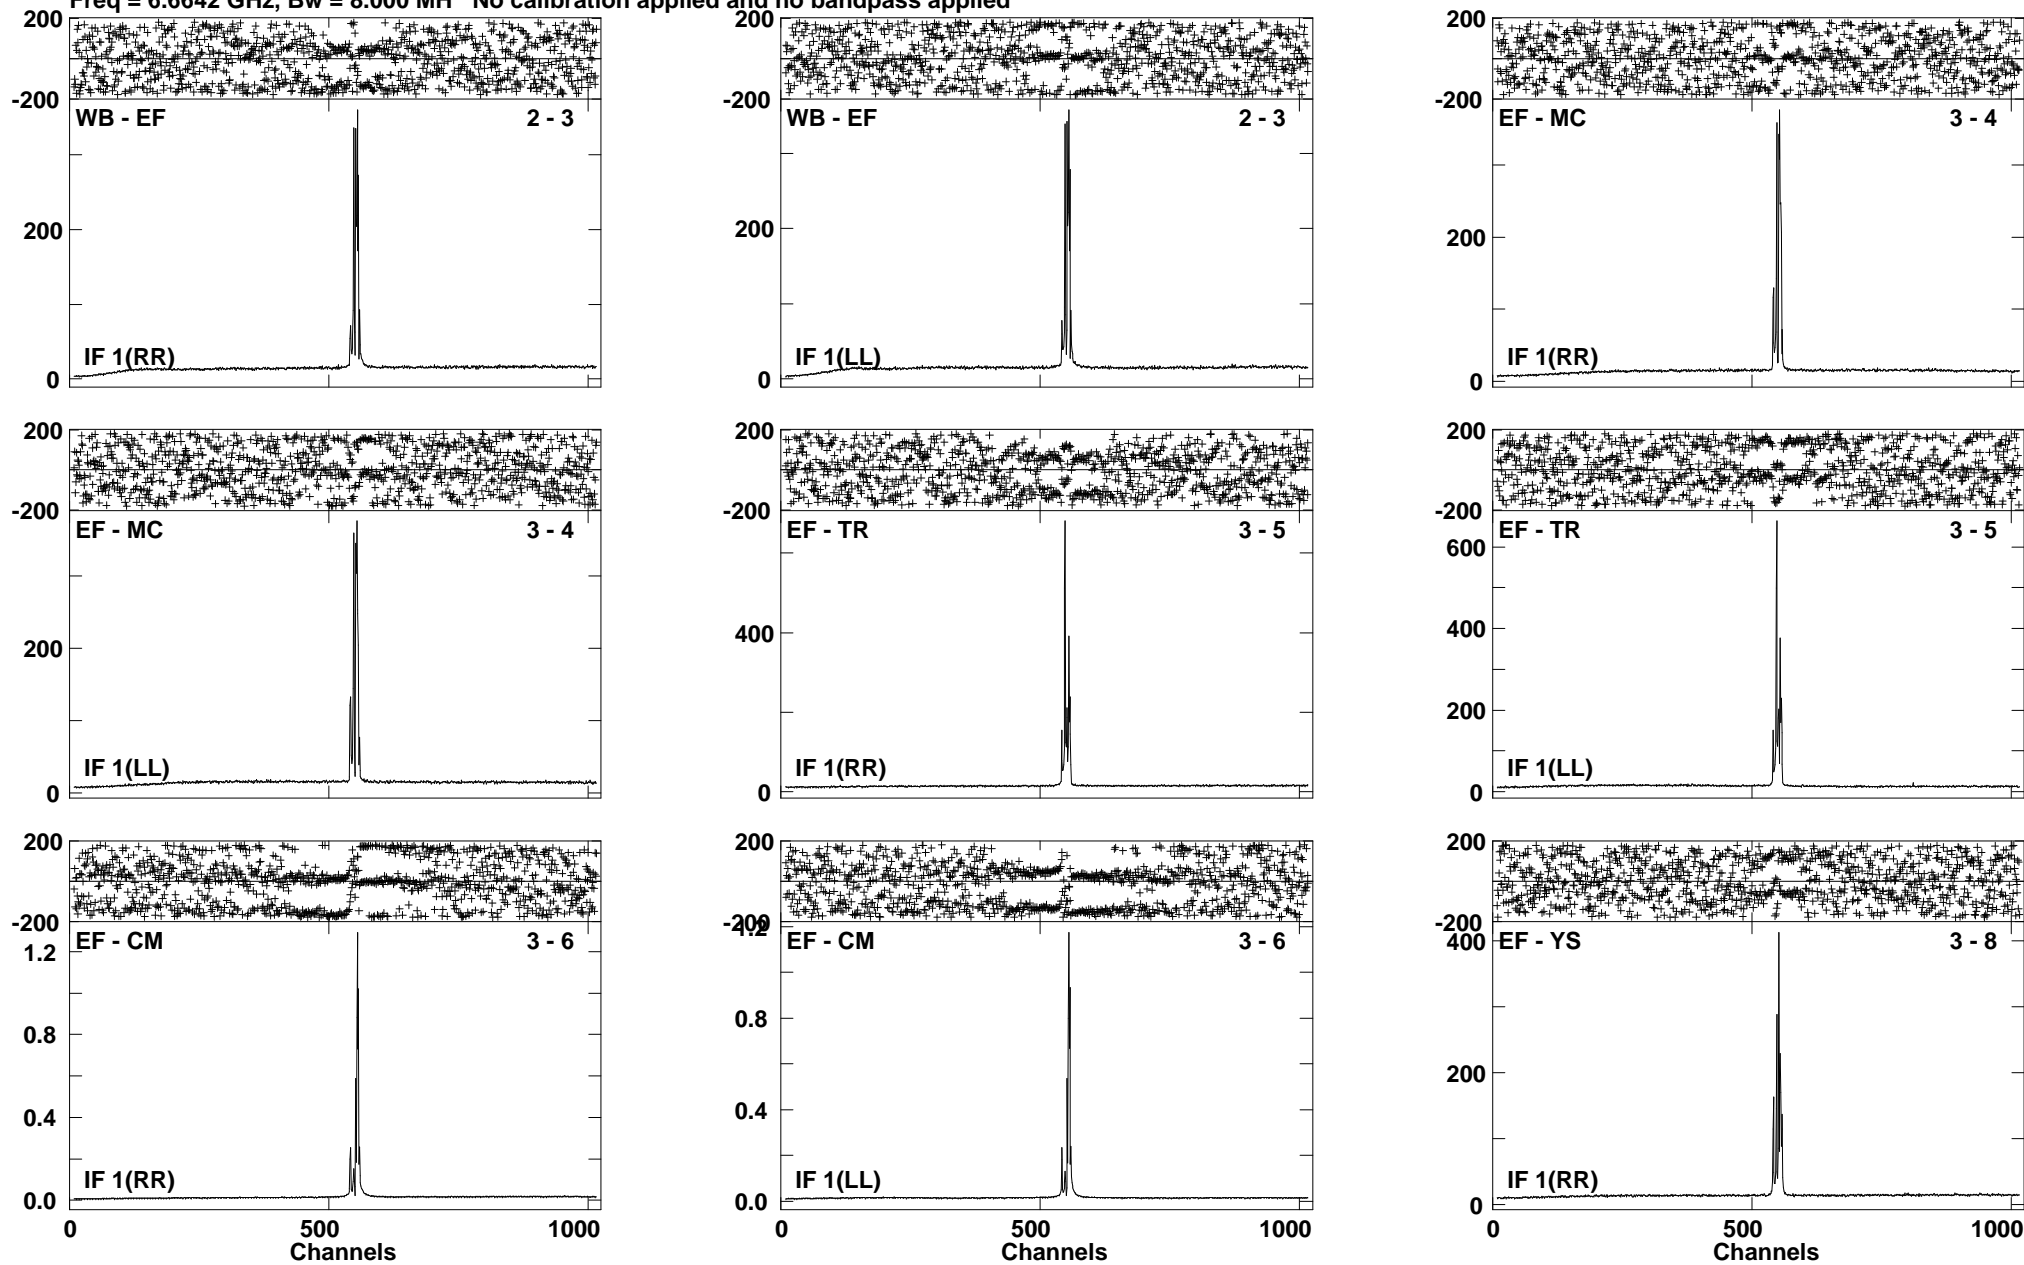 Freq = 6.6642 GHz, Bw = 8.000 MH No calibration applied and no bandpass applied
200
-200
WB - EF 2 - 3
200
IF 1(RR)
0
200
-200
WB - EF 2 - 3
200
IF 1(LL)
0
200
-200
EF - MC 3 - 4
200
IF 1(RR)
0
200
-200
EF - MC 3 - 4
200
IF 1(LL)
0
200
-200
EF - TR 3 - 5
400
IF 1(RR)
0
200
-200
EF - TR 3 - 5
600
400
200
IF 1(LL)
0
200
-200
EF - CM 3 - 6
1.2
0.8
0.4
IF 1(RR)
0.0
0 500 1000
Channels
200
-200
1.2
EF - CM 3 - 6
0.8
0.4
IF 1(LL)
0.0
0 500 1000
200
-200
EF - YS 3 - 8
400
200
IF 1(RR)
0
0 500 1000
Channels